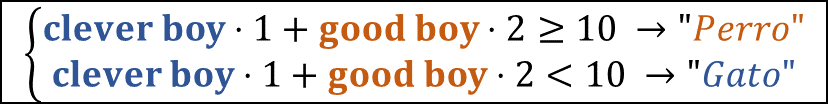 clever boy · 1 + good boy · 2 ≥ 10 → "Perro"
clever boy · 1 + good boy · 2 < 10 → "Gato"